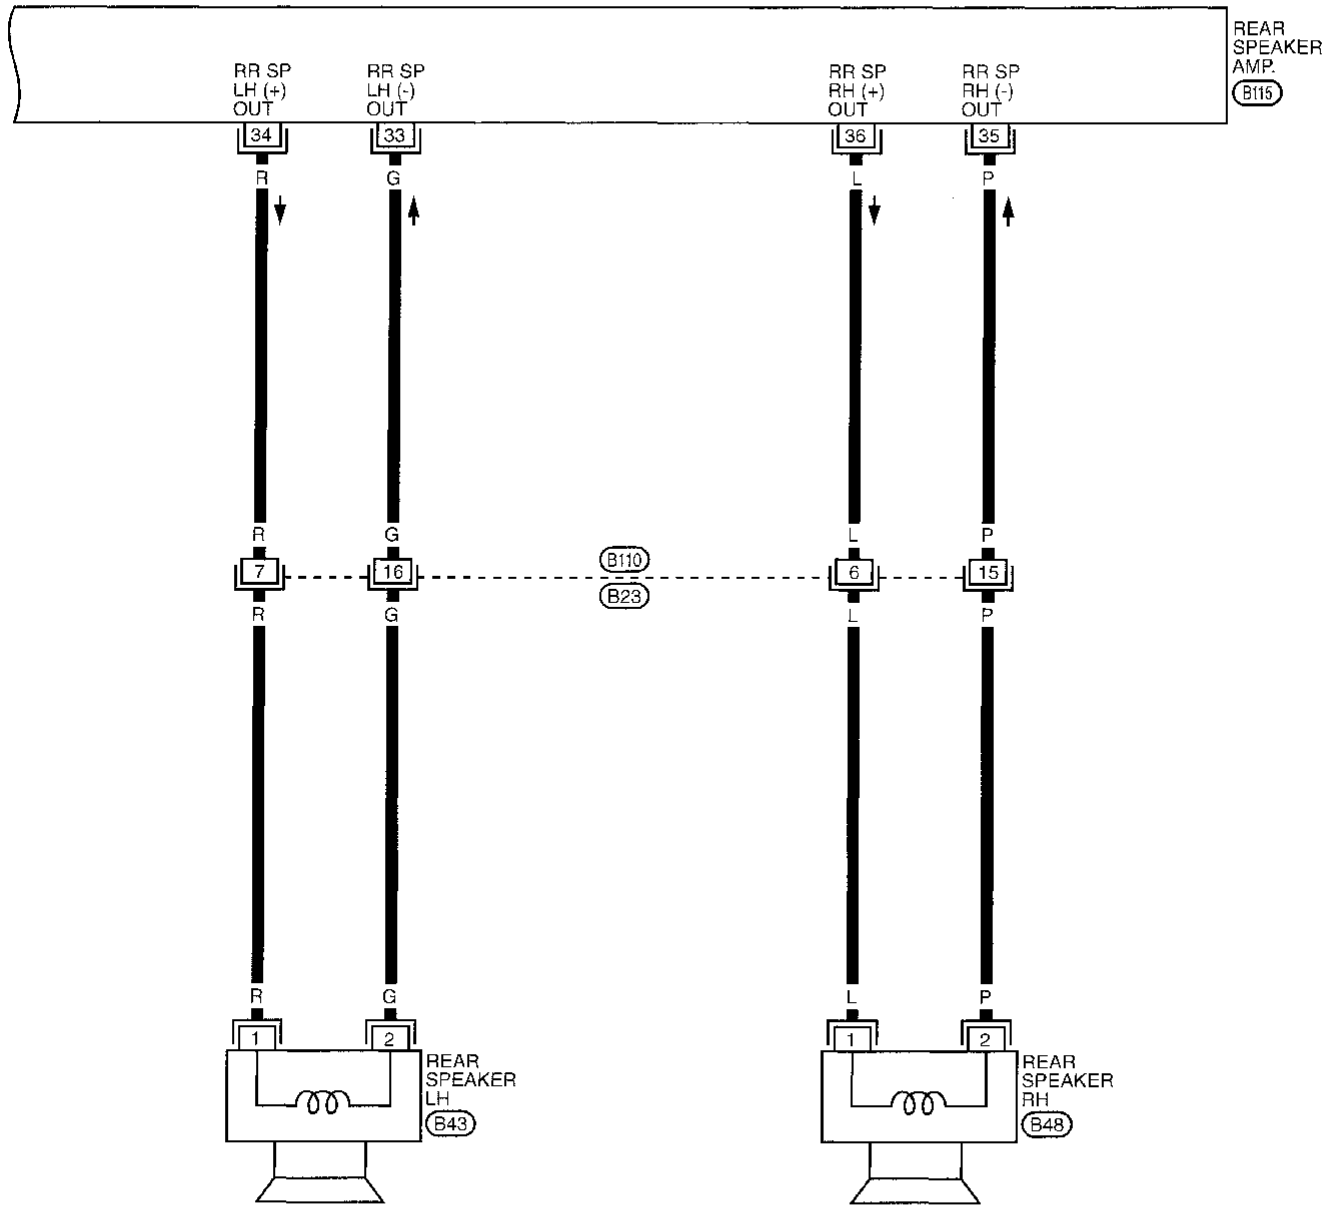 REAR
SPEAKER
AMP.
B115
RR SP
LH (+)
OUT
RR SP
LH (-)
OUT
RR SP
RH (+)
OUT
RR SP
RH (-)
OUT
34
33
36
35
R
G
L
P
R
G
L
P
B110
7
16
6
15
B23
R
G
L
P
R
G
L
P
1
2
1
2
REAR
SPEAKER
LH
B43
REAR
SPEAKER
RH
B48